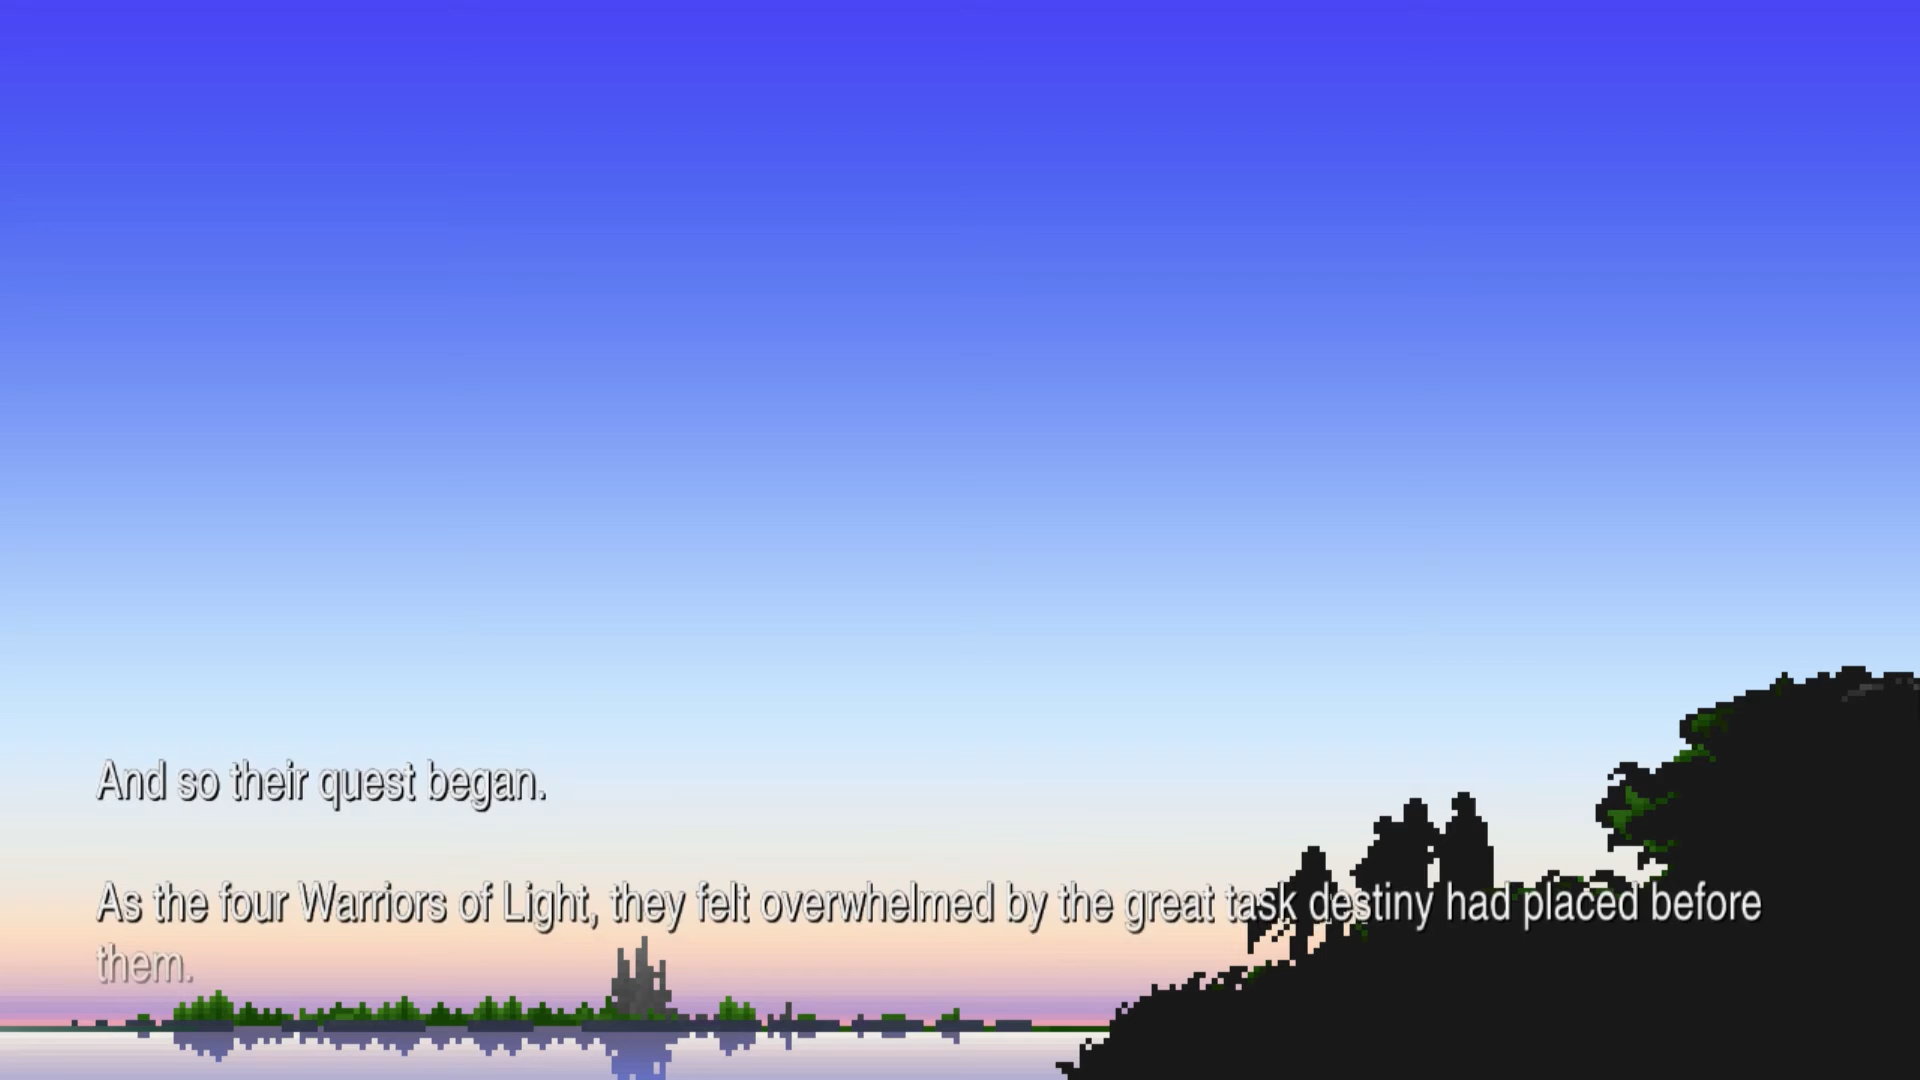 And so their quest began.
As the four Warriors of Light, they felt overwhelmed by the great task destiny had placed before
them.